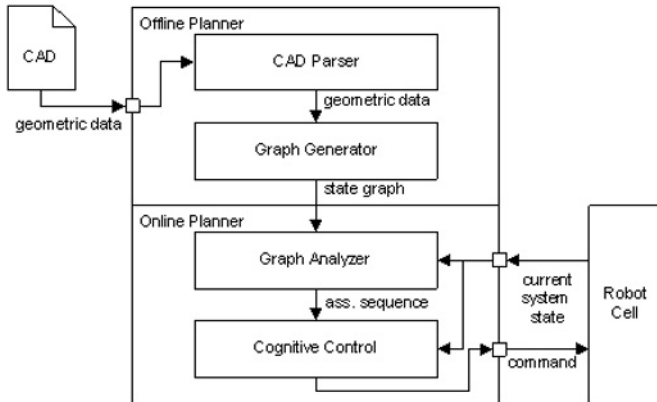 Offline Planner
CAD
CAD Parser
geometric data
geometric data
Graph Generator
state graph
Online Planner
Graph Analyzer
current
system
state
Robot
Cell
ass. sequence
Cognitive Control
command